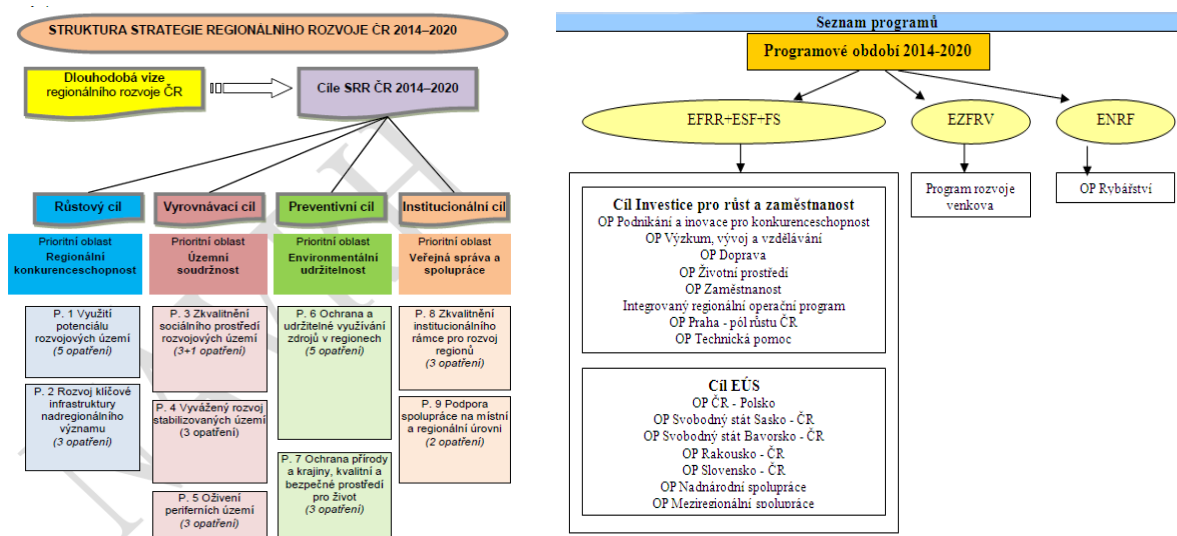 STRUKTURA STRATEGIE REGIONÁLNÍHO ROZVOJE ČR 2014–2020
Dlouhodobá vize
regionálního rozvoje ČR
Cíle SRR ČR 2014–2020
Růstový cíl
Vyrovnávací cíl
Preventivní cíl
Institucionální cíl
Prioritní oblast
Regionální
konkurenceschopnost
Prioritní oblast
Územní
soudržnost
Prioritní oblast
Environmentální
udržitelnost
Prioritní oblast
Veřejná správa a
spolupráce
P. 1 Využití
potenciálu
rozvojových území
(5 opatření)
P. 2 Rozvoj klíčové
infrastruktury
nadregionálního
významu
(3 opatření)
P. 3 Zkvalitnění
sociálního prostředí
rozvojových území
(3+1 opatření)
P. 4 Vyvážený rozvoj
stabilizovaných území
(3 opatření)
P. 5 Oživení
periferních území
(3 opatření)
P. 6 Ochrana a
udržitelné využívání
zdrojů v regionech
(5 opatření)
P. 7 Ochrana přírody
a krajiny, kvalitní a
bezpečné prostředí
pro život
(3 opatření)
P. 8 Zkvalitnění
institucionálního
rámce pro rozvoj
regionů
(3 opatření)
P. 9 Podpora
spolupráce na místní
a regionální úrovni
(2 opatření)
Seznam programů
Programové období 2014-2020
EFRR+ESF+FS
EZFRV
ENRF
Program rozvoje
venkova
OP Rybářství
Cíl Investice pro růst a zaměstnanost
OP Podnikání a inovace pro konkurenceschopnost
OP Výzkum, vývoj a vzdělávání
OP Doprava
OP Životní prostředí
OP Zaměstnanost
Integrovaný regionální operační program
OP Praha - pól růstu ČR
OP Technická pomoc
Cíl EÚS
OP ČR - Polsko
OP Svobodný stát Sasko - ČR
OP Svobodný stát Bavorsko - ČR
OP Rakousko - ČR
OP Slovensko - ČR
OP Nadnárodní spolupráce
OP Meziregionální spolupráce